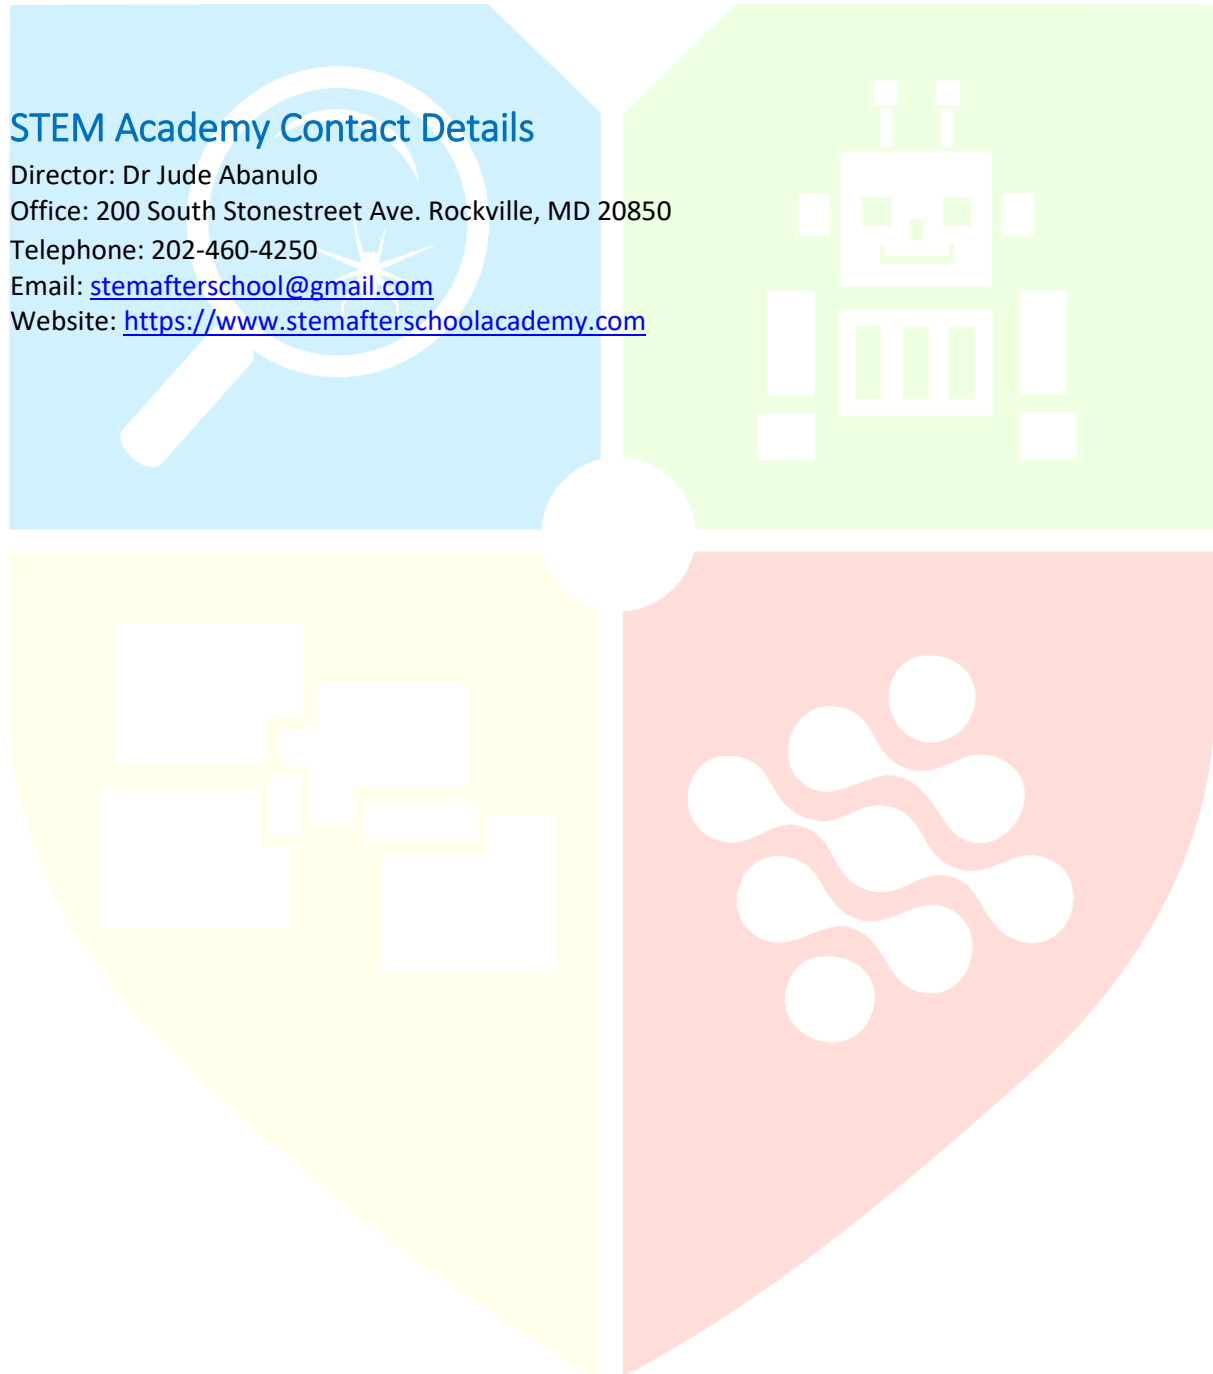 STEM Academy Contact Details
Director: Dr Jude Abanulo
Office: 200 South Stonestreet Ave. Rockville, MD 20850
Telephone: 202-460-4250
Email: stemafterschool@gmail.com
Website: https://www.stemafterschoolacademy.com